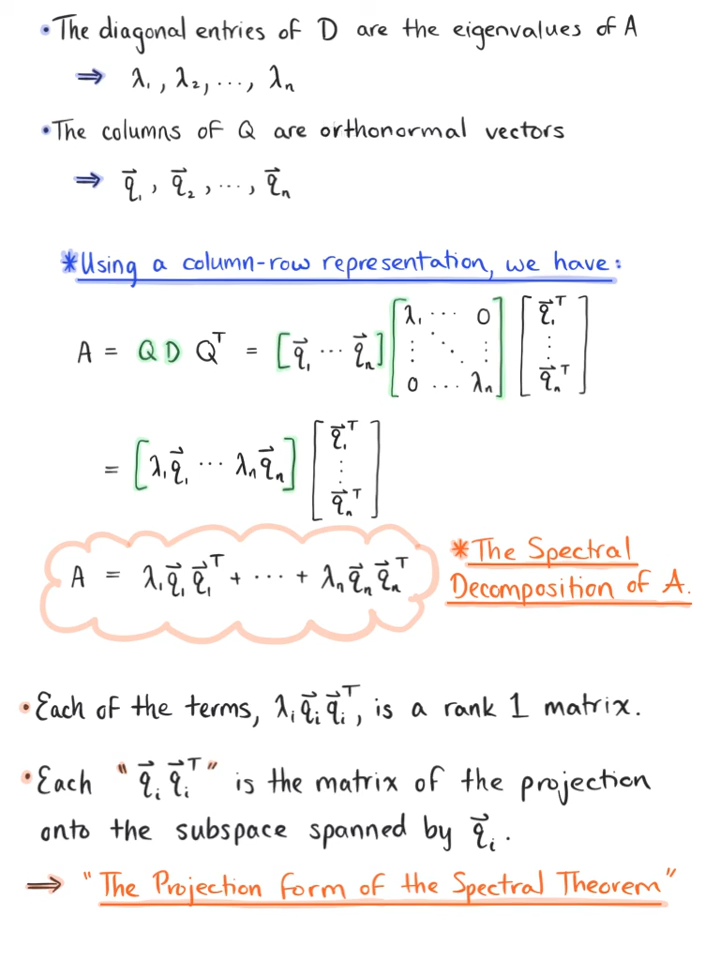 • The diagonal entries of D are the eigenvalues of A
⇒ λ₁, λ₂, ..., λₙ
• The columns of Q are orthonormal vectors
⇒ q⃗₁, q⃗₂, ..., q⃗ₙ
* Using a column-row representation, we have:
A = Q D Qᵀ = [q⃗₁ ⋯ q⃗ₙ] [λ₁ ⋯ 0 ⋮ ⋱ ⋮ 0 ⋯ λₙ] [q⃗₁ᵀ ⋮ q⃗ₙᵀ]
= [λ₁q⃗₁ ⋯ λₙq⃗ₙ] [q⃗₁ᵀ ⋮ q⃗ₙᵀ]
A = λ₁q⃗₁q⃗₁ᵀ + ⋯ + λₙq⃗ₙq⃗ₙᵀ
* The Spectral
Decomposition of A.
• Each of the terms, λᵢq⃗ᵢq⃗ᵢᵀ, is a rank 1 matrix.
• Each "q⃗ᵢq⃗ᵢᵀ" is the matrix of the projection
onto the subspace spanned by q⃗ᵢ.
⇒ "The Projection form of the Spectral Theorem"